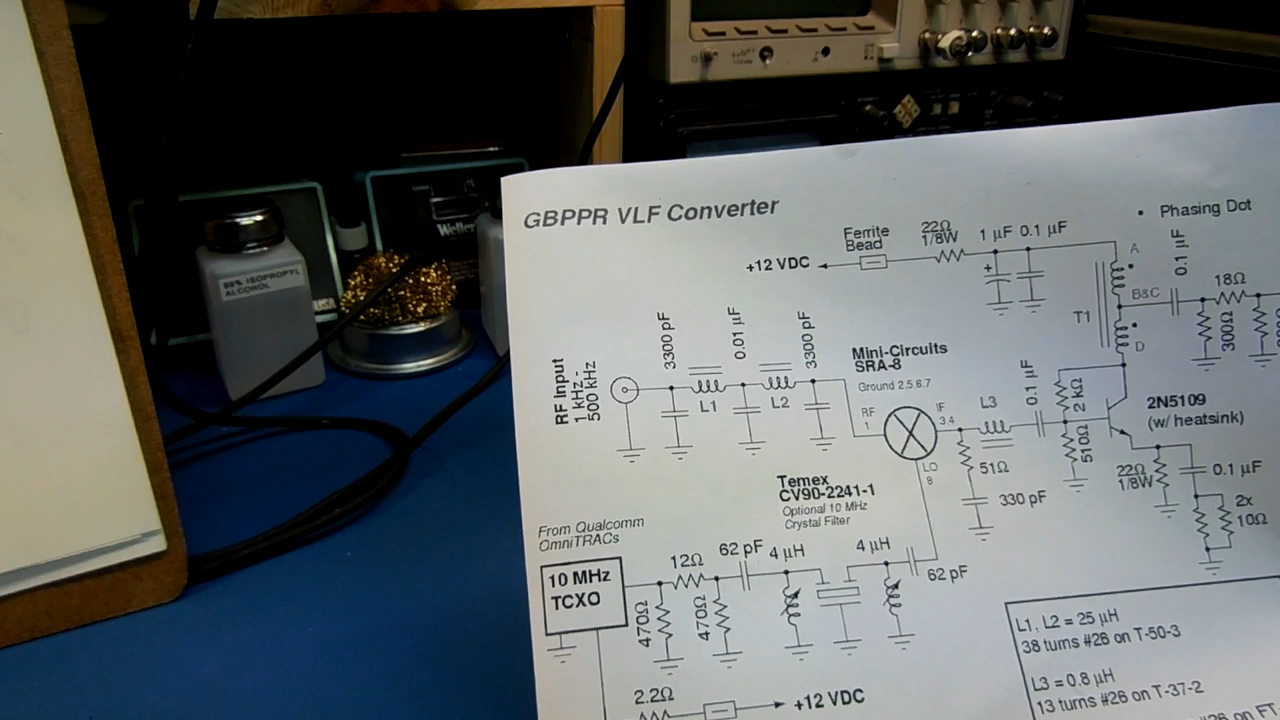 99% ISOPROPYL
ALCOHOL
Weller
GBPPR VLF Converter
• Phasing Dot
Ferrite
Bead
22Ω
1/8W
1 µF
0.1 µF
+12 VDC
A
B&C
D
T1
0.1 µF
18Ω
300Ω
RF Input
1 kHz -
500 kHz
3300 pF
0.01 µF
3300 pF
L1
L2
Mini-Circuits
SRA-8
Ground 2.5.6.7
RF
1
IF
3.4
LO
8
L3
0.1 µF
2 kΩ
510Ω
2N5109
(w/ heatsink)
51Ω
330 pF
22Ω
1/8W
0.1 µF
2x
10Ω
Temex
CV90-2241-1
Optional 10 MHz
Crystal Filter
From Qualcomm
OmniTRACs
10 MHz
TCXO
12Ω
470Ω
470Ω
62 pF
4 µH
4 µH
62 pF
2.2Ω
+12 VDC
L1, L2 = 25 µH
38 turns #26 on T-50-3
L3 = 0.8 µH
13 turns #26 on T-37-2
#26 on FT-